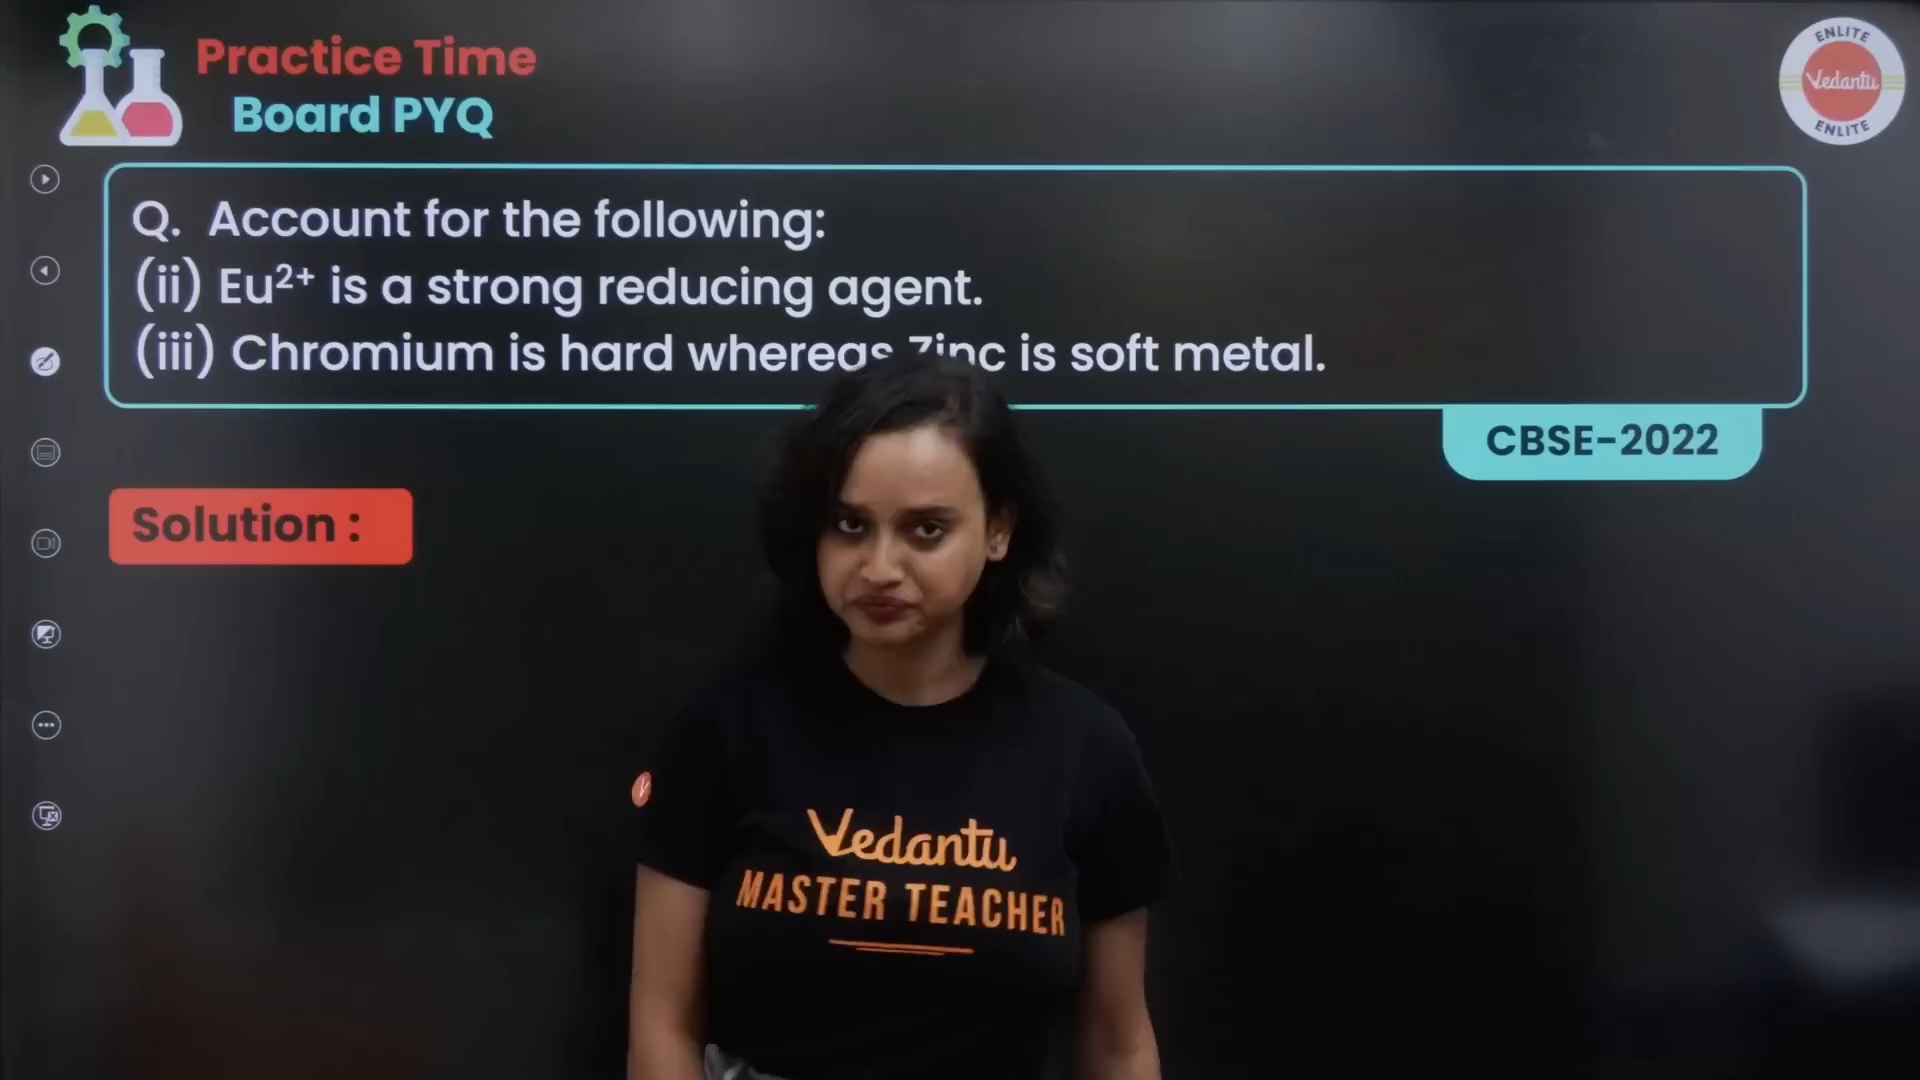 Practice Time
Board PYQ
ENLITE
Vedantu
ENLITE
Q. Account for the following:
(ii) Eu²⁺ is a strong reducing agent.
(iii) Chromium is hard whereas Zinc is soft metal.
CBSE-2022
Solution :
Vedantu
MASTER TEACHER